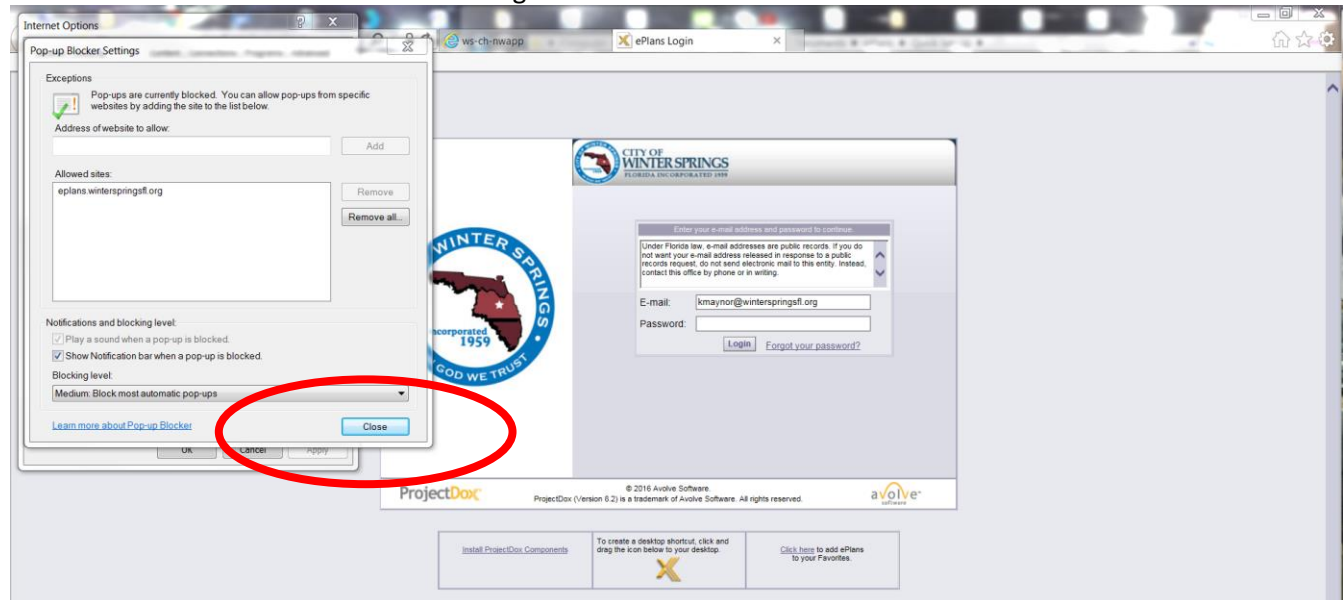 Internet Options
ws-ch-nwapp
ePlans Login
Pop-up Blocker Settings
Exceptions
Pop-ups are currently blocked. You can allow pop-ups from specific
websites by adding the site to the list below.
Address of website to allow:
Add
Allowed sites:
eplans.winterspringsfl.org
Remove
Remove all...
Notifications and blocking level:
Play a sound when a pop-up is blocked.
Show Notification bar when a pop-up is blocked.
Blocking level:
Medium: Block most automatic pop-ups
Learn more about Pop-up Blocker
Close
OK
Cancel
Apply
CITY OF
WINTER SPRINGS
FLORIDA INCORPORATED 1959
WINTER SPRINGS
1959
GOD WE TRUST
Enter your e-mail address and password to continue.
Under Florida law, e-mail addresses are public records. If you do
not want your e-mail address released in response to a public
records request, do not send electronic mail to this entity. Instead,
contact this office by phone or in writing.
E-mail:
kmaynor@winterspringsfl.org
Password:
Login
Forgot your password?
ProjectDox
© 2016 Avolve Software.
ProjectDox (Version 8.2) is a trademark of Avolve Software. All rights reserved.
avolve
software
Install ProjectDox Components
To create a desktop shortcut, click and
drag the icon below to your desktop.
Click here to add ePlans
to your Favorites.